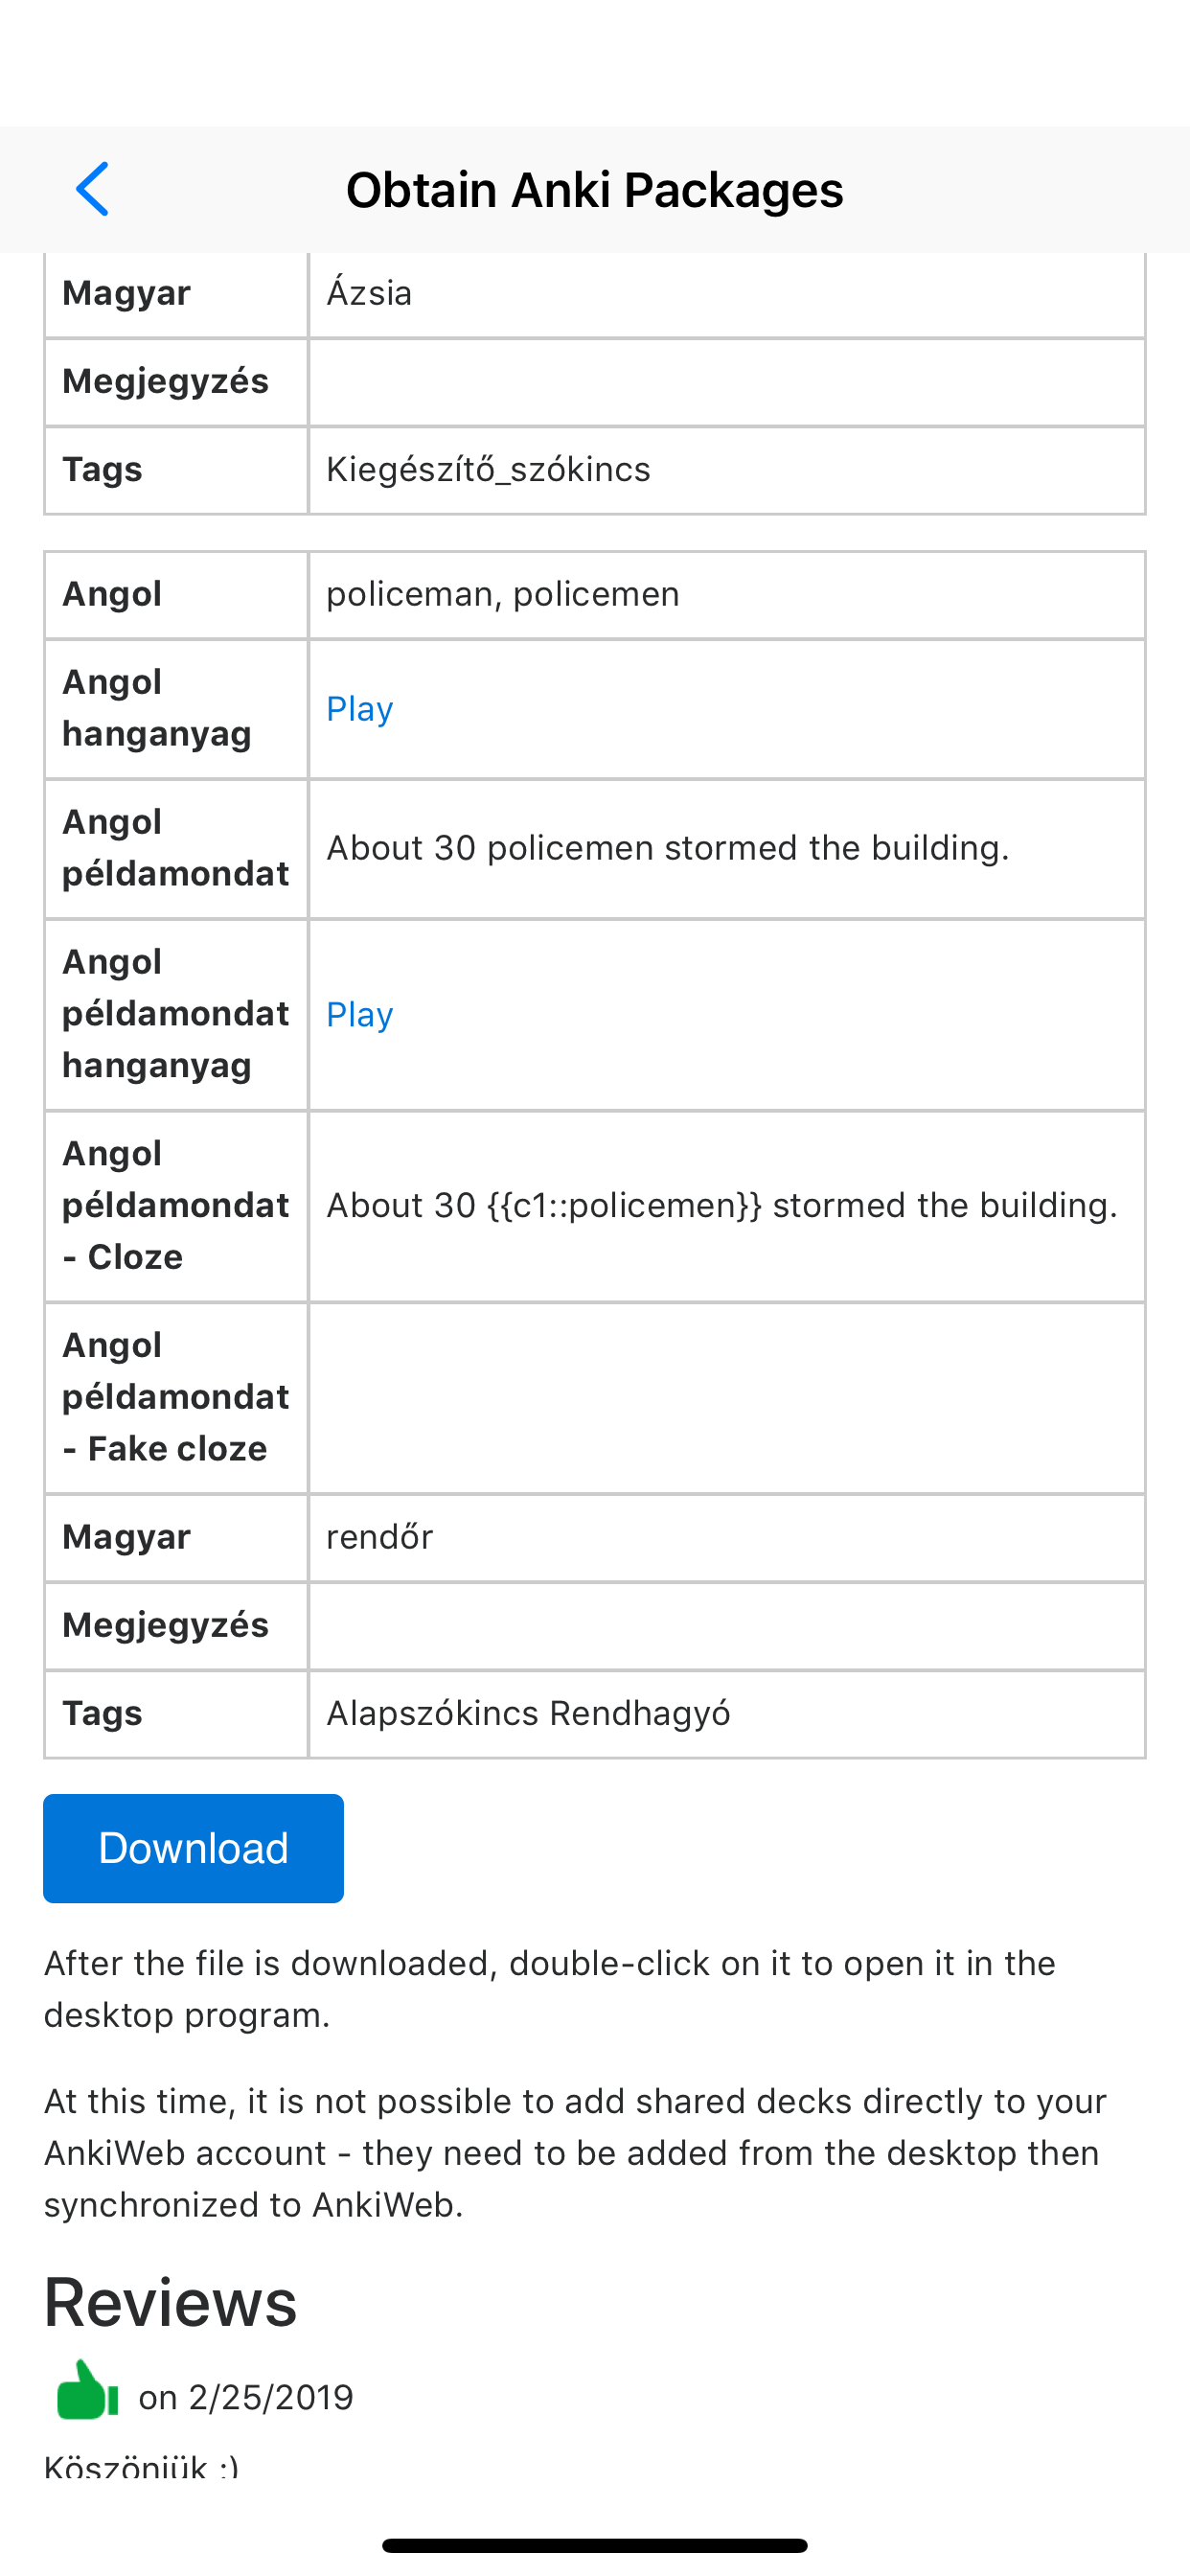 Obtain Anki Packages
Magyar Ázsia
Megjegyzés
Tags Kiegészítő_szókincs
Angol policeman, policemen
Angol
hanganyag
Play
Angol
példamondat
About 30 policemen stormed the building.
Angol
példamondat
hanganyag
Play
Angol
példamondat
- Cloze
About 30 {{c1::policemen}} stormed the building.
Angol
példamondat
- Fake cloze
Magyar rendőr
Megjegyzés
Tags Alapszókincs Rendhagyó
Download
After the file is downloaded, double-click on it to open it in the
desktop program.
At this time, it is not possible to add shared decks directly to your
AnkiWeb account - they need to be added from the desktop then
synchronized to AnkiWeb.
Reviews
on 2/25/2019
Köszönjük :)